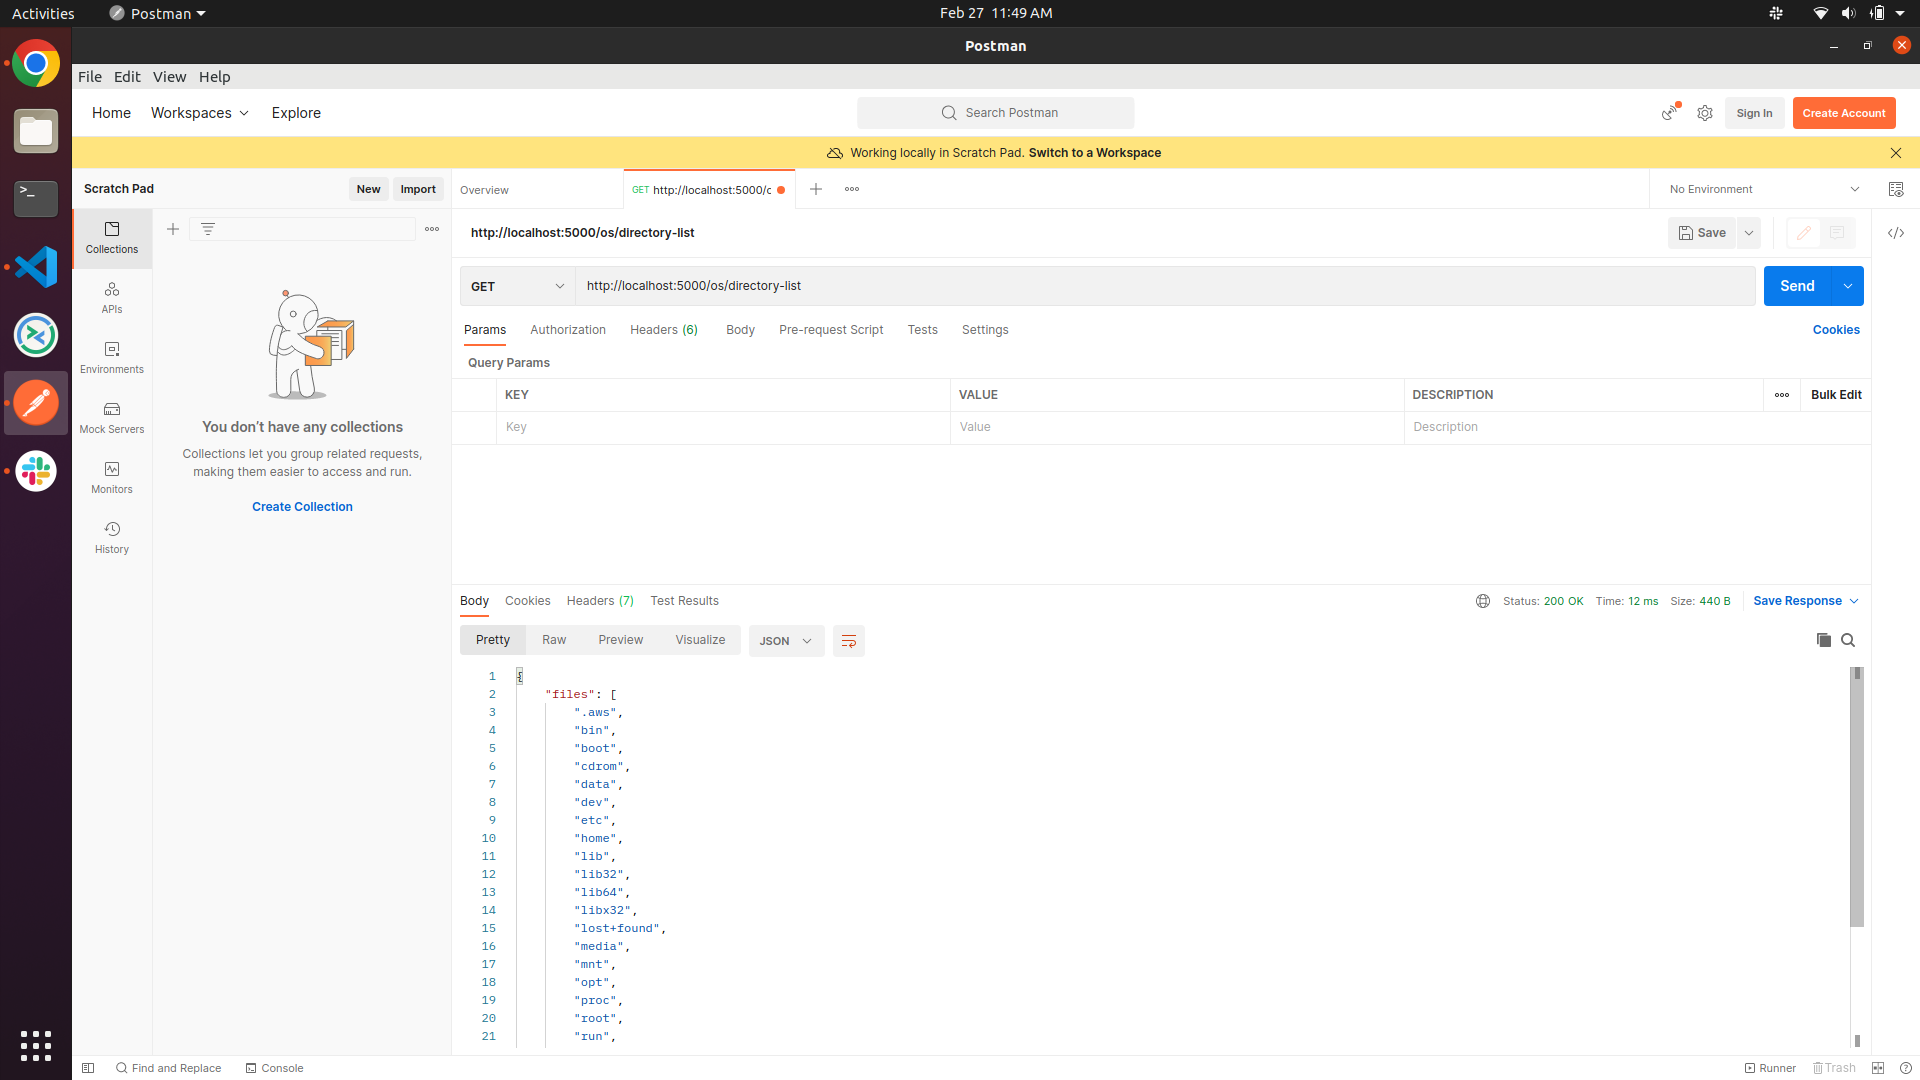 Activities
Postman
Feb 27 11:49 AM
Postman
File Edit View Help
Home Workspaces Explore
Search Postman
Sign In
Create Account
Working locally in Scratch Pad. Switch to a Workspace
Scratch Pad
New
Import
Overview
GET http://localhost:5000/c
No Environment
Collections
APIs
Environments
Mock Servers
Monitors
History
You don't have any collections
Collections let you group related requests,
making them easier to access and run.
Create Collection
http://localhost:5000/os/directory-list
Save
GET
http://localhost:5000/os/directory-list
Send
Params Authorization Headers (6) Body Pre-request Script Tests Settings
Cookies
Query Params
KEY VALUE DESCRIPTION Bulk Edit
Key Value Description
Body Cookies Headers (7) Test Results
Status: 200 OK Time: 12 ms Size: 440 B Save Response
Pretty Raw Preview Visualize JSON
1 {
2 "files": [
3 ".aws",
4 "bin",
5 "boot",
6 "cdrom",
7 "data",
8 "dev",
9 "etc",
10 "home",
11 "lib",
12 "lib32",
13 "lib64",
14 "libx32",
15 "lost+found",
16 "media",
17 "mnt",
18 "opt",
19 "proc",
20 "root",
21 "run",
Find and Replace Console
Runner Trash